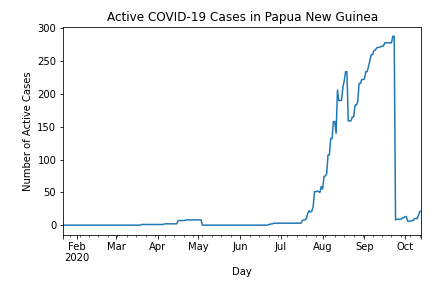 Active COVID-19 Cases in Papua New Guinea
300
250
200
150
100
50
0
Number of Active Cases
Feb Mar Apr May Jun Jul Aug Sep Oct
2020
Day